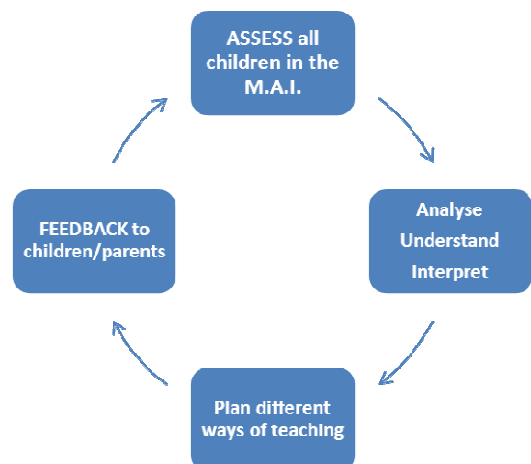 ASSESS all
children in the
M.A.I.
Analyse
Understand
Interpret
Plan different
ways of teaching
FEEDBACK to
children/parents